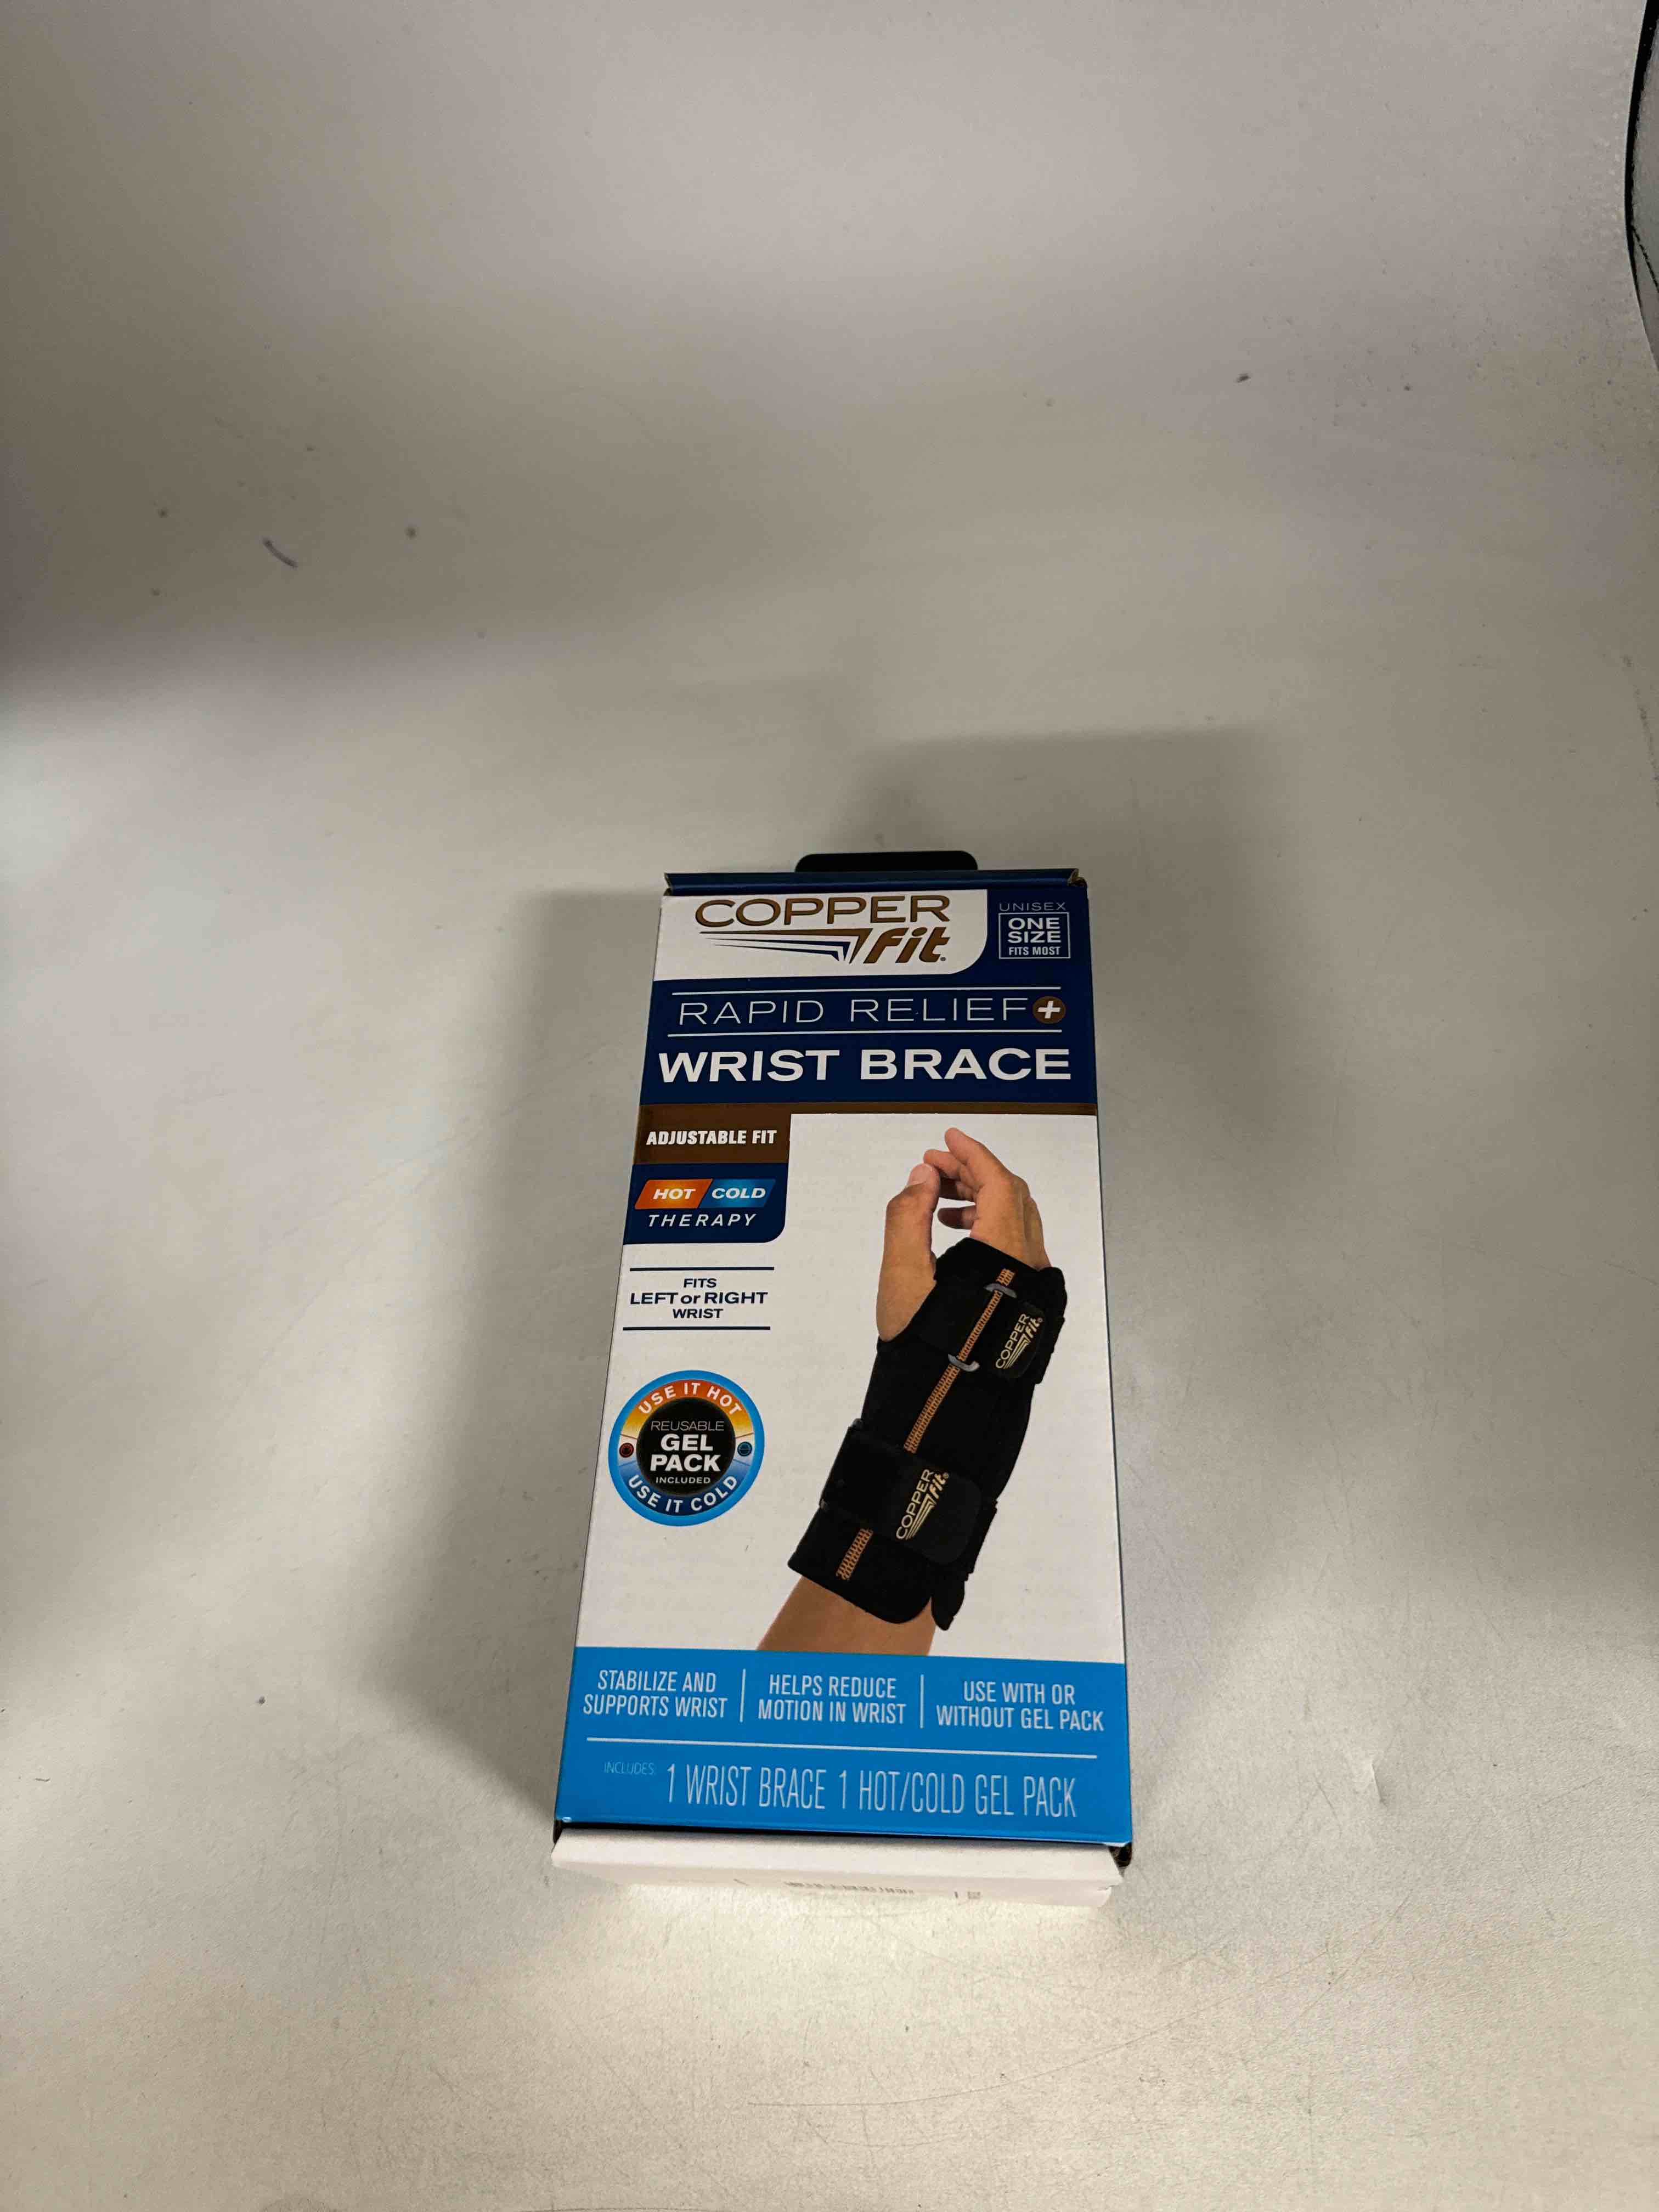 COPPER
fit®
UNISEX
ONE
SIZE
FITS MOST
RAPID RELIEF+
WRIST BRACE
ADJUSTABLE FIT
HOT COLD
THERAPY
FITS
LEFT or RIGHT
WRIST
USE IT HOT
REUSABLE
GEL
PACK
INCLUDED
USE IT COLD
COPPER
fit®
COPPER
fit®
STABILIZE AND
SUPPORTS WRIST
HELPS REDUCE
MOTION IN WRIST
USE WITH OR
WITHOUT GEL PACK
INCLUDES: 1 WRIST BRACE 1 HOT/COLD GEL PACK